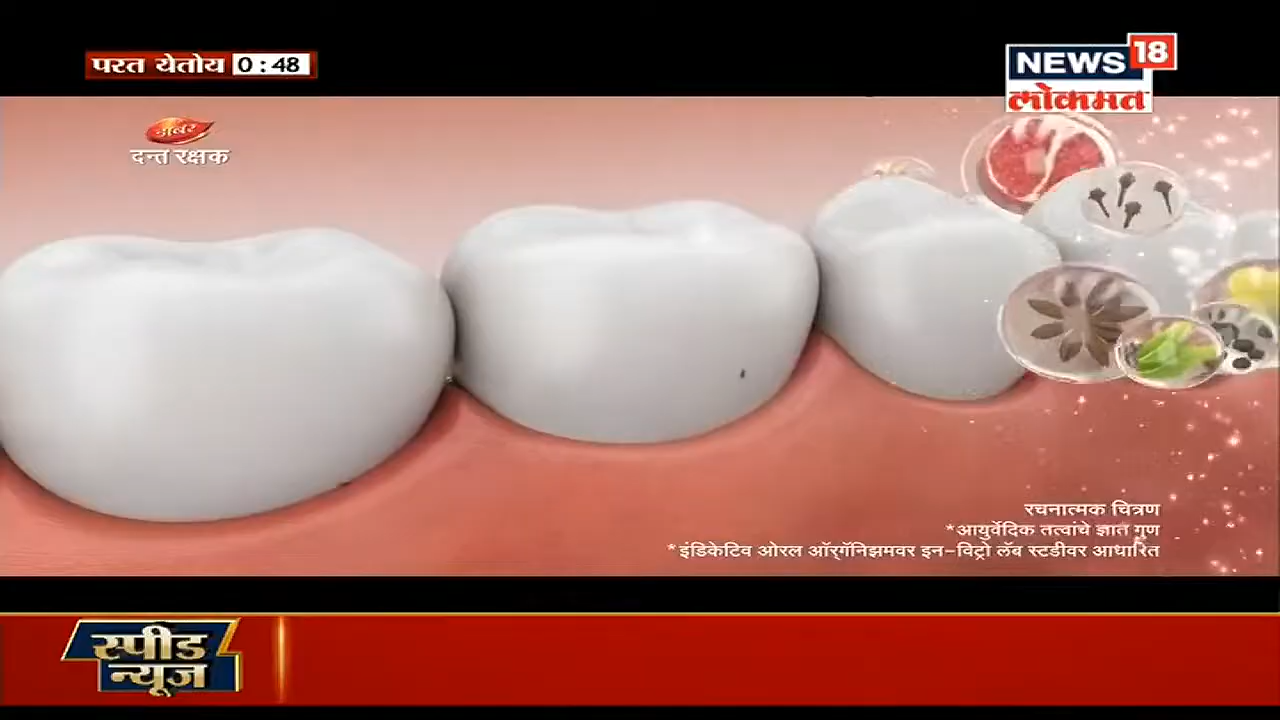 परत येतोय 0:48
NEWS 18
लोकमत
डाबर
दन्त रक्षक
रचनात्मक चित्रण
*आयुर्वेदिक तत्वांचे ज्ञात गुण
*इंडिकेटिव ओरल ऑर्गॅनिझमवर इन-विट्रो लॅब स्टडीवर आधारित
स्पीड
न्यूज